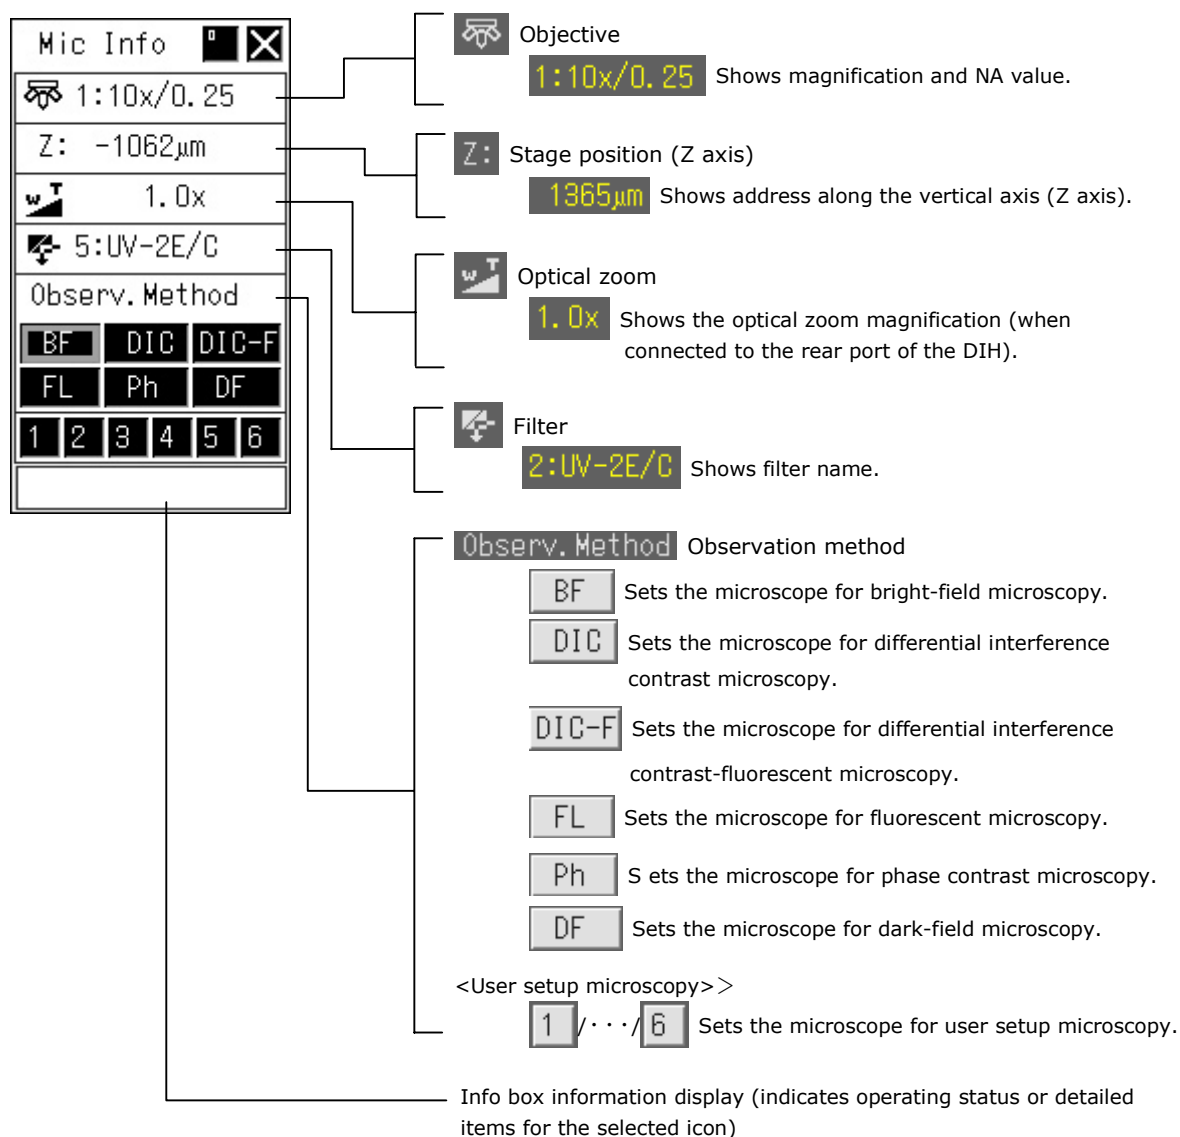 Mic Info
1:10x/0.25
Z: -1062μm
w T 1.0x
5:UV-2E/C
Observ.Method
BF DIC DIC-F
FL Ph DF
1 2 3 4 5 6
Objective
1:10x/0.25 Shows magnification and NA value.
Z: Stage position (Z axis)
1365μm Shows address along the vertical axis (Z axis).
w T Optical zoom
1.0x Shows the optical zoom magnification (when
connected to the rear port of the DIH).
Filter
2:UV-2E/C Shows filter name.
Observ.Method Observation method
BF Sets the microscope for bright-field microscopy.
DIC Sets the microscope for differential interference
contrast microscopy.
DIC-F Sets the microscope for differential interference
contrast-fluorescent microscopy.
FL Sets the microscope for fluorescent microscopy.
Ph S ets the microscope for phase contrast microscopy.
DF Sets the microscope for dark-field microscopy.
<User setup microscopy>＞
1 /･･･/ 6 Sets the microscope for user setup microscopy.
Info box information display (indicates operating status or detailed
items for the selected icon)